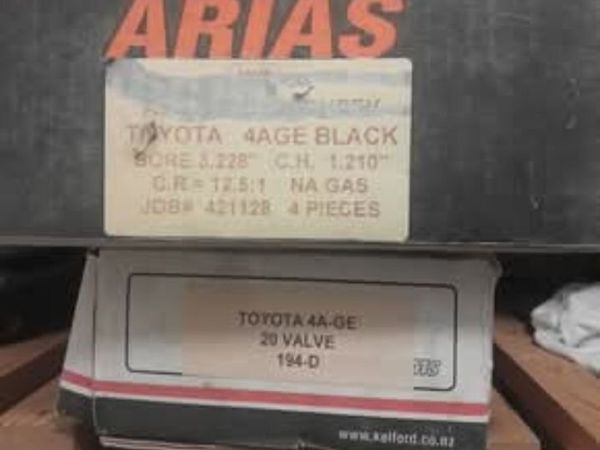 ARIAS
TOYOTA 4AGE BLACK
BORE 3.228" C.H. 1.210"
C.R = 12.5:1 NA GAS
JOB# 421128 4 PIECES
TOYOTA 4A-GE
20 VALVE
194-D
www.kelford.co.nz